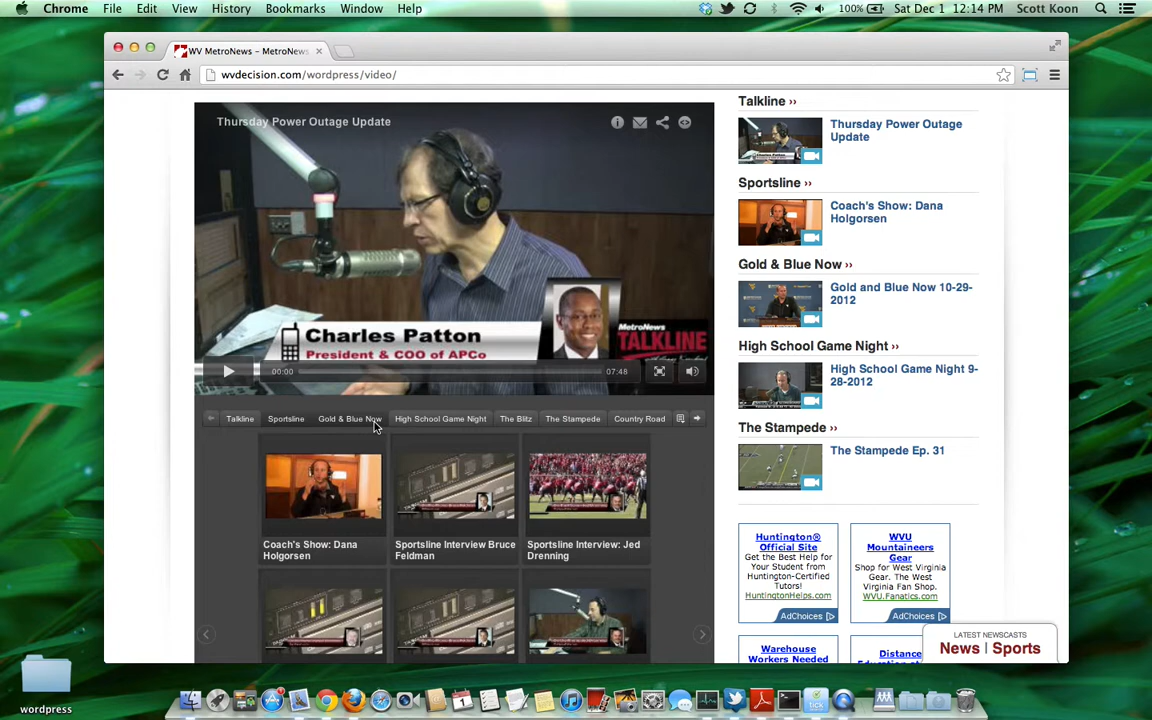 Chrome File Edit View History Bookmarks Window Help
100% Sat Dec 1 12:14 PM Scott Koon
WV MetroNews – MetroNews
wvdecision.com/wordpress/video/
Thursday Power Outage Update
Charles Patton
President & COO of APCo
MetroNews
TALKLINE
00:00
07:48
Talkline Sportsline Gold & Blue Now High School Game Night The Blitz The Stampede Country Road
Coach's Show: Dana
Holgorsen
Sportsline Interview Bruce
Feldman
Sportsline Interview: Jed
Drenning
Talkline ››
Thursday Power Outage
Update
Sportsline ››
Coach's Show: Dana
Holgorsen
Gold & Blue Now ››
Gold and Blue Now 10-29-
2012
High School Game Night ››
High School Game Night 9-
28-2012
The Stampede ››
The Stampede Ep. 31
Huntington®
Official Site
Get the Best Help for
Your Student from
Huntington-Certified
Tutors!
HuntingtonHelps.com
AdChoices
WVU
Mountaineers
Gear
Shop for West Virginia
Gear. The West
Virginia Fan Shop.
WVU.Fanatics.com
AdChoices
Warehouse
Workers Needed
Distance
LATEST NEWSCASTS
News | Sports
wordpress
tick